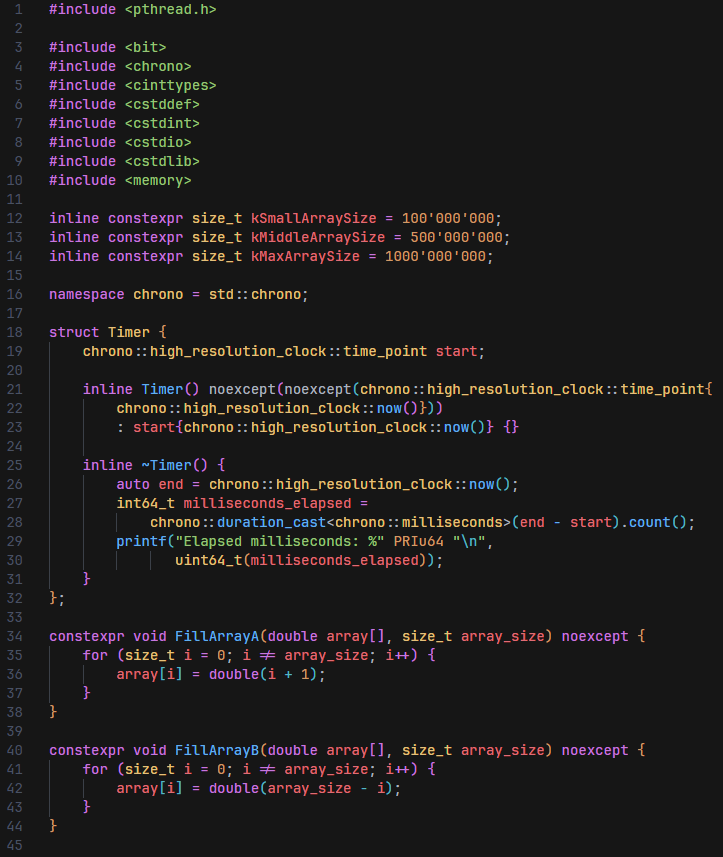 1 #include <pthread.h>
2
3 #include <bit>
4 #include <chrono>
5 #include <cinttypes>
6 #include <cstddef>
7 #include <cstdint>
8 #include <cstdio>
9 #include <cstdlib>
10 #include <memory>
11
12 inline constexpr size_t kSmallArraySize = 100'000'000;
13 inline constexpr size_t kMiddleArraySize = 500'000'000;
14 inline constexpr size_t kMaxArraySize = 1000'000'000;
15
16 namespace chrono = std::chrono;
17
18 struct Timer {
19     chrono::high_resolution_clock::time_point start;
20
21     inline Timer() noexcept(noexcept(chrono::high_resolution_clock::time_point{
22         chrono::high_resolution_clock::now()}))
23         : start{chrono::high_resolution_clock::now()} {}
24
25     inline ~Timer() {
26         auto end = chrono::high_resolution_clock::now();
27         int64_t milliseconds_elapsed =
28             chrono::duration_cast<chrono::milliseconds>(end - start).count();
29         printf("Elapsed milliseconds: %" PRIu64 "\n",
30                uint64_t(milliseconds_elapsed));
31     }
32 };
33
34 constexpr void FillArrayA(double array[], size_t array_size) noexcept {
35     for (size_t i = 0; i != array_size; i++) {
36         array[i] = double(i + 1);
37     }
38 }
39
40 constexpr void FillArrayB(double array[], size_t array_size) noexcept {
41     for (size_t i = 0; i != array_size; i++) {
42         array[i] = double(array_size - i);
43     }
44 }
45